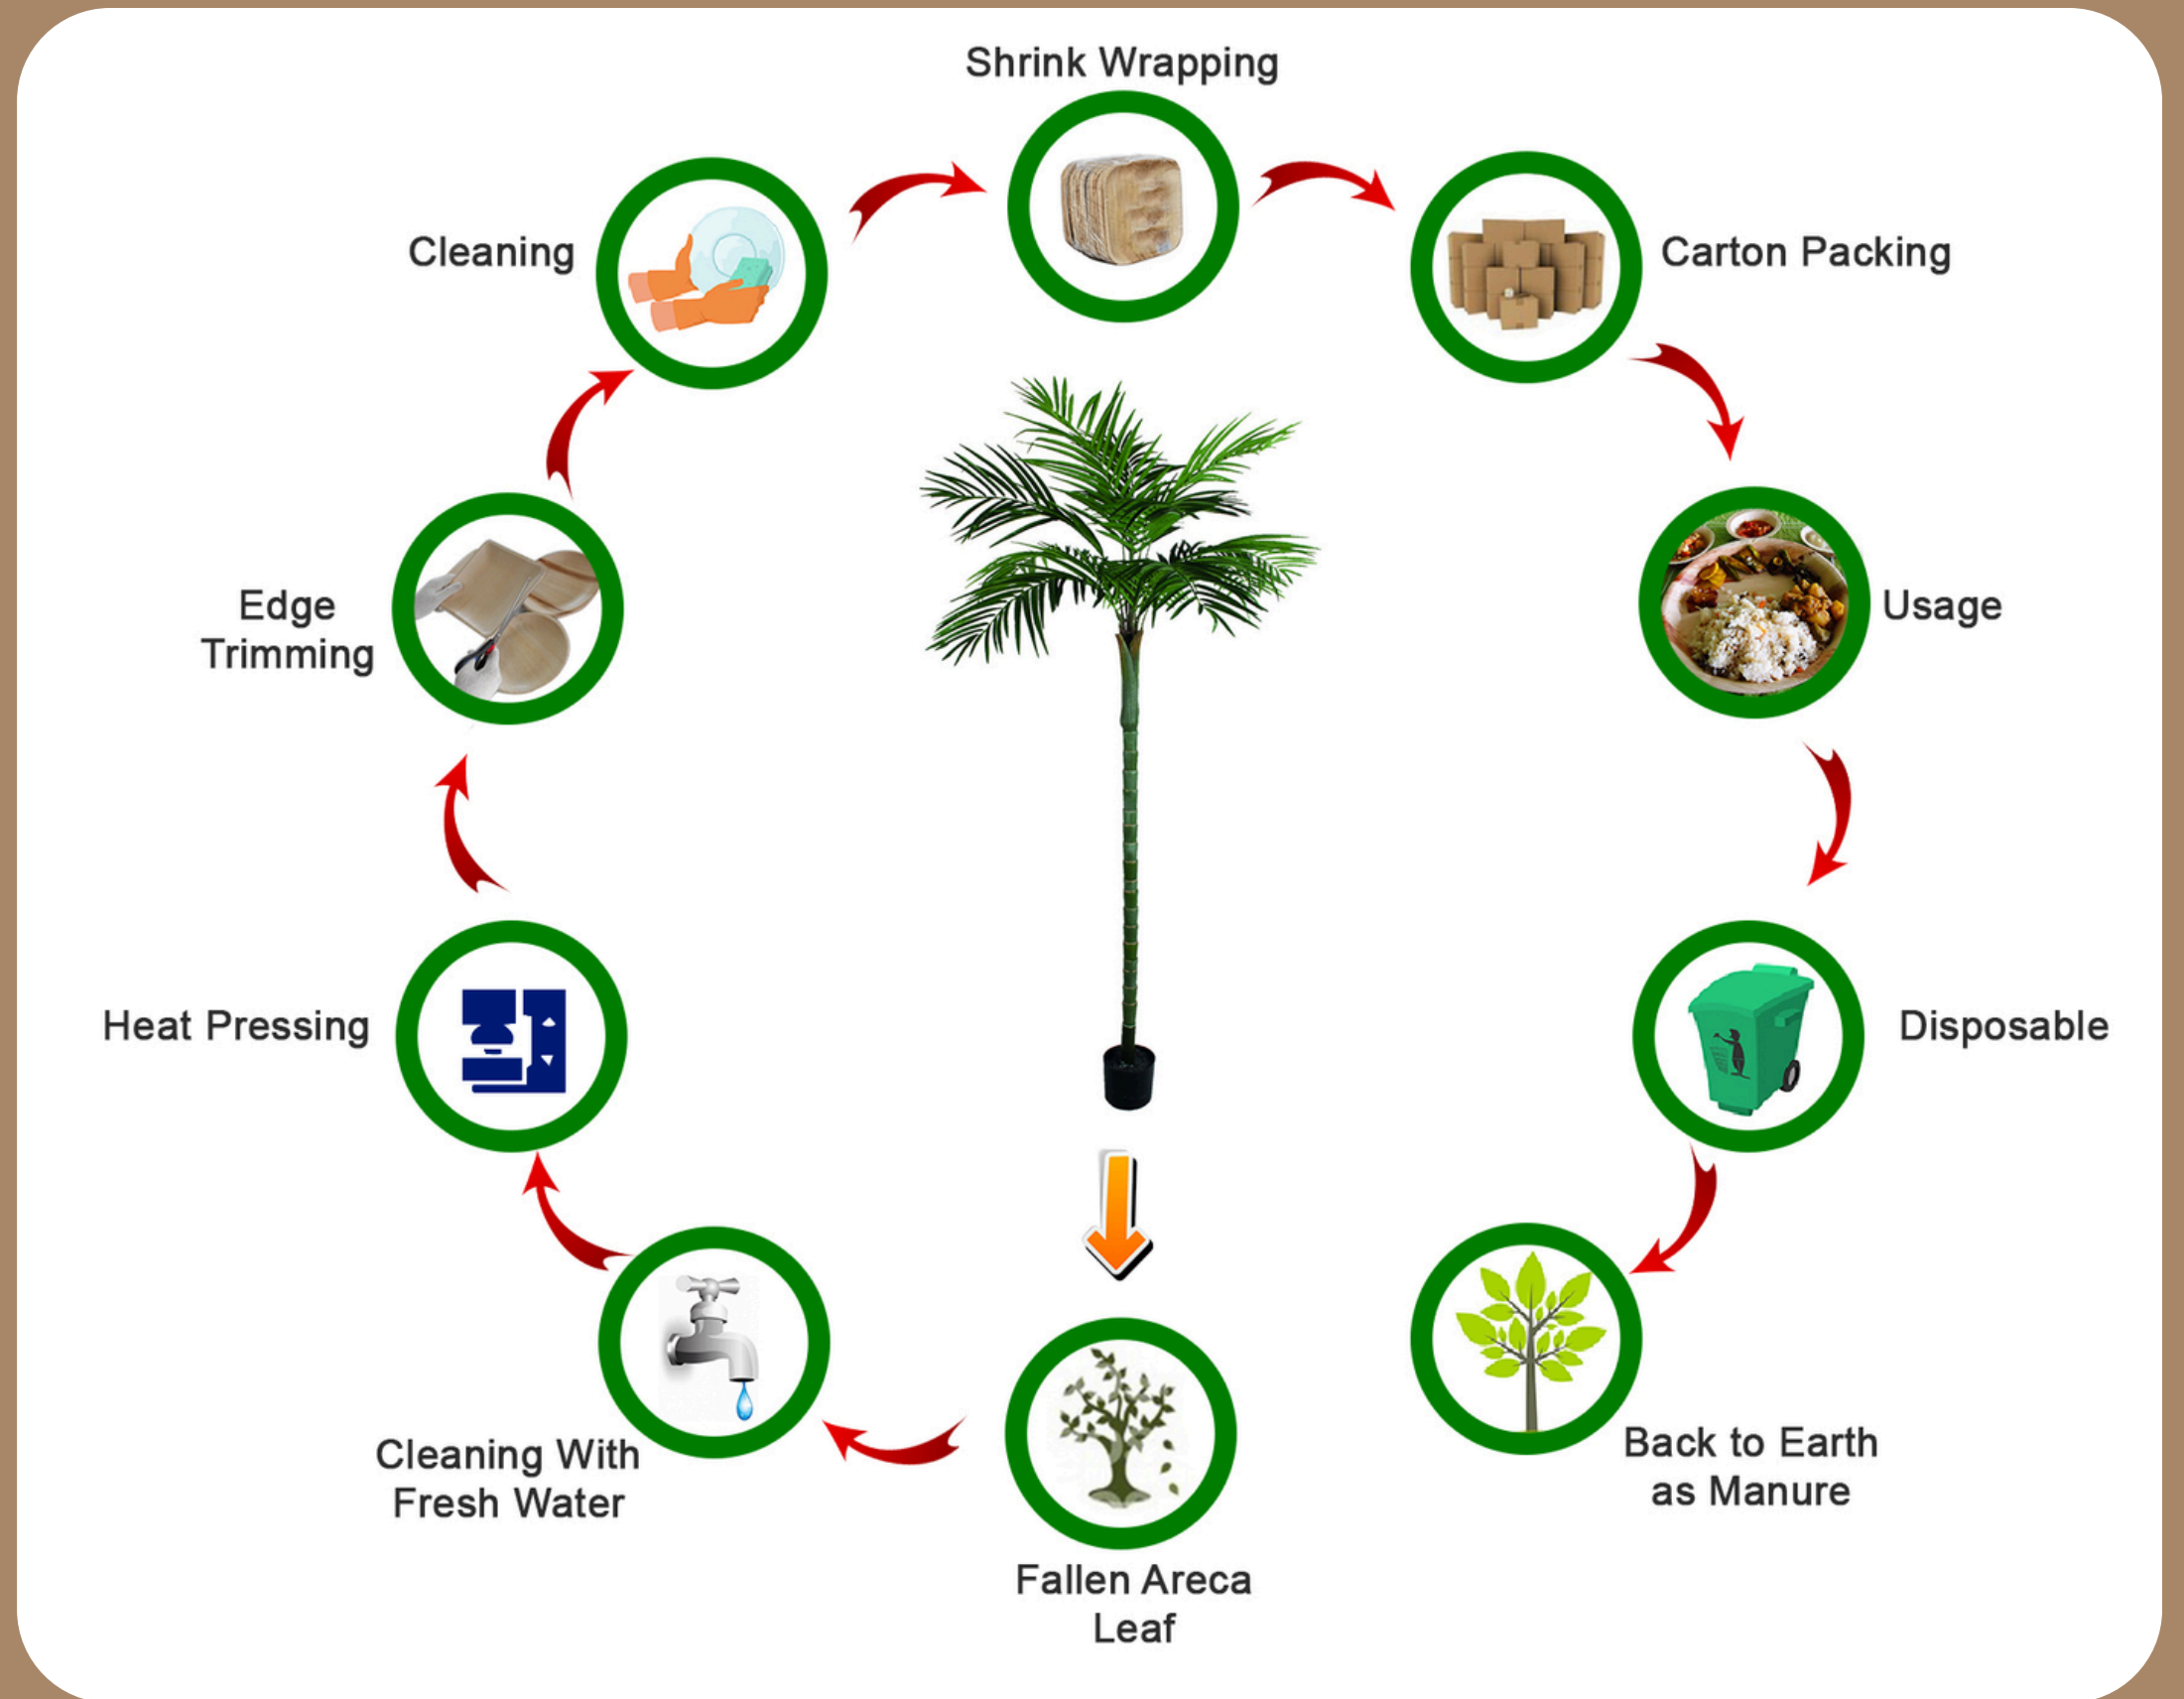 Shrink Wrapping
Cleaning
Carton Packing
Edge
Trimming
Usage
Heat Pressing
Disposable
Cleaning With
Fresh Water
Back to Earth
as Manure
Fallen Areca
Leaf